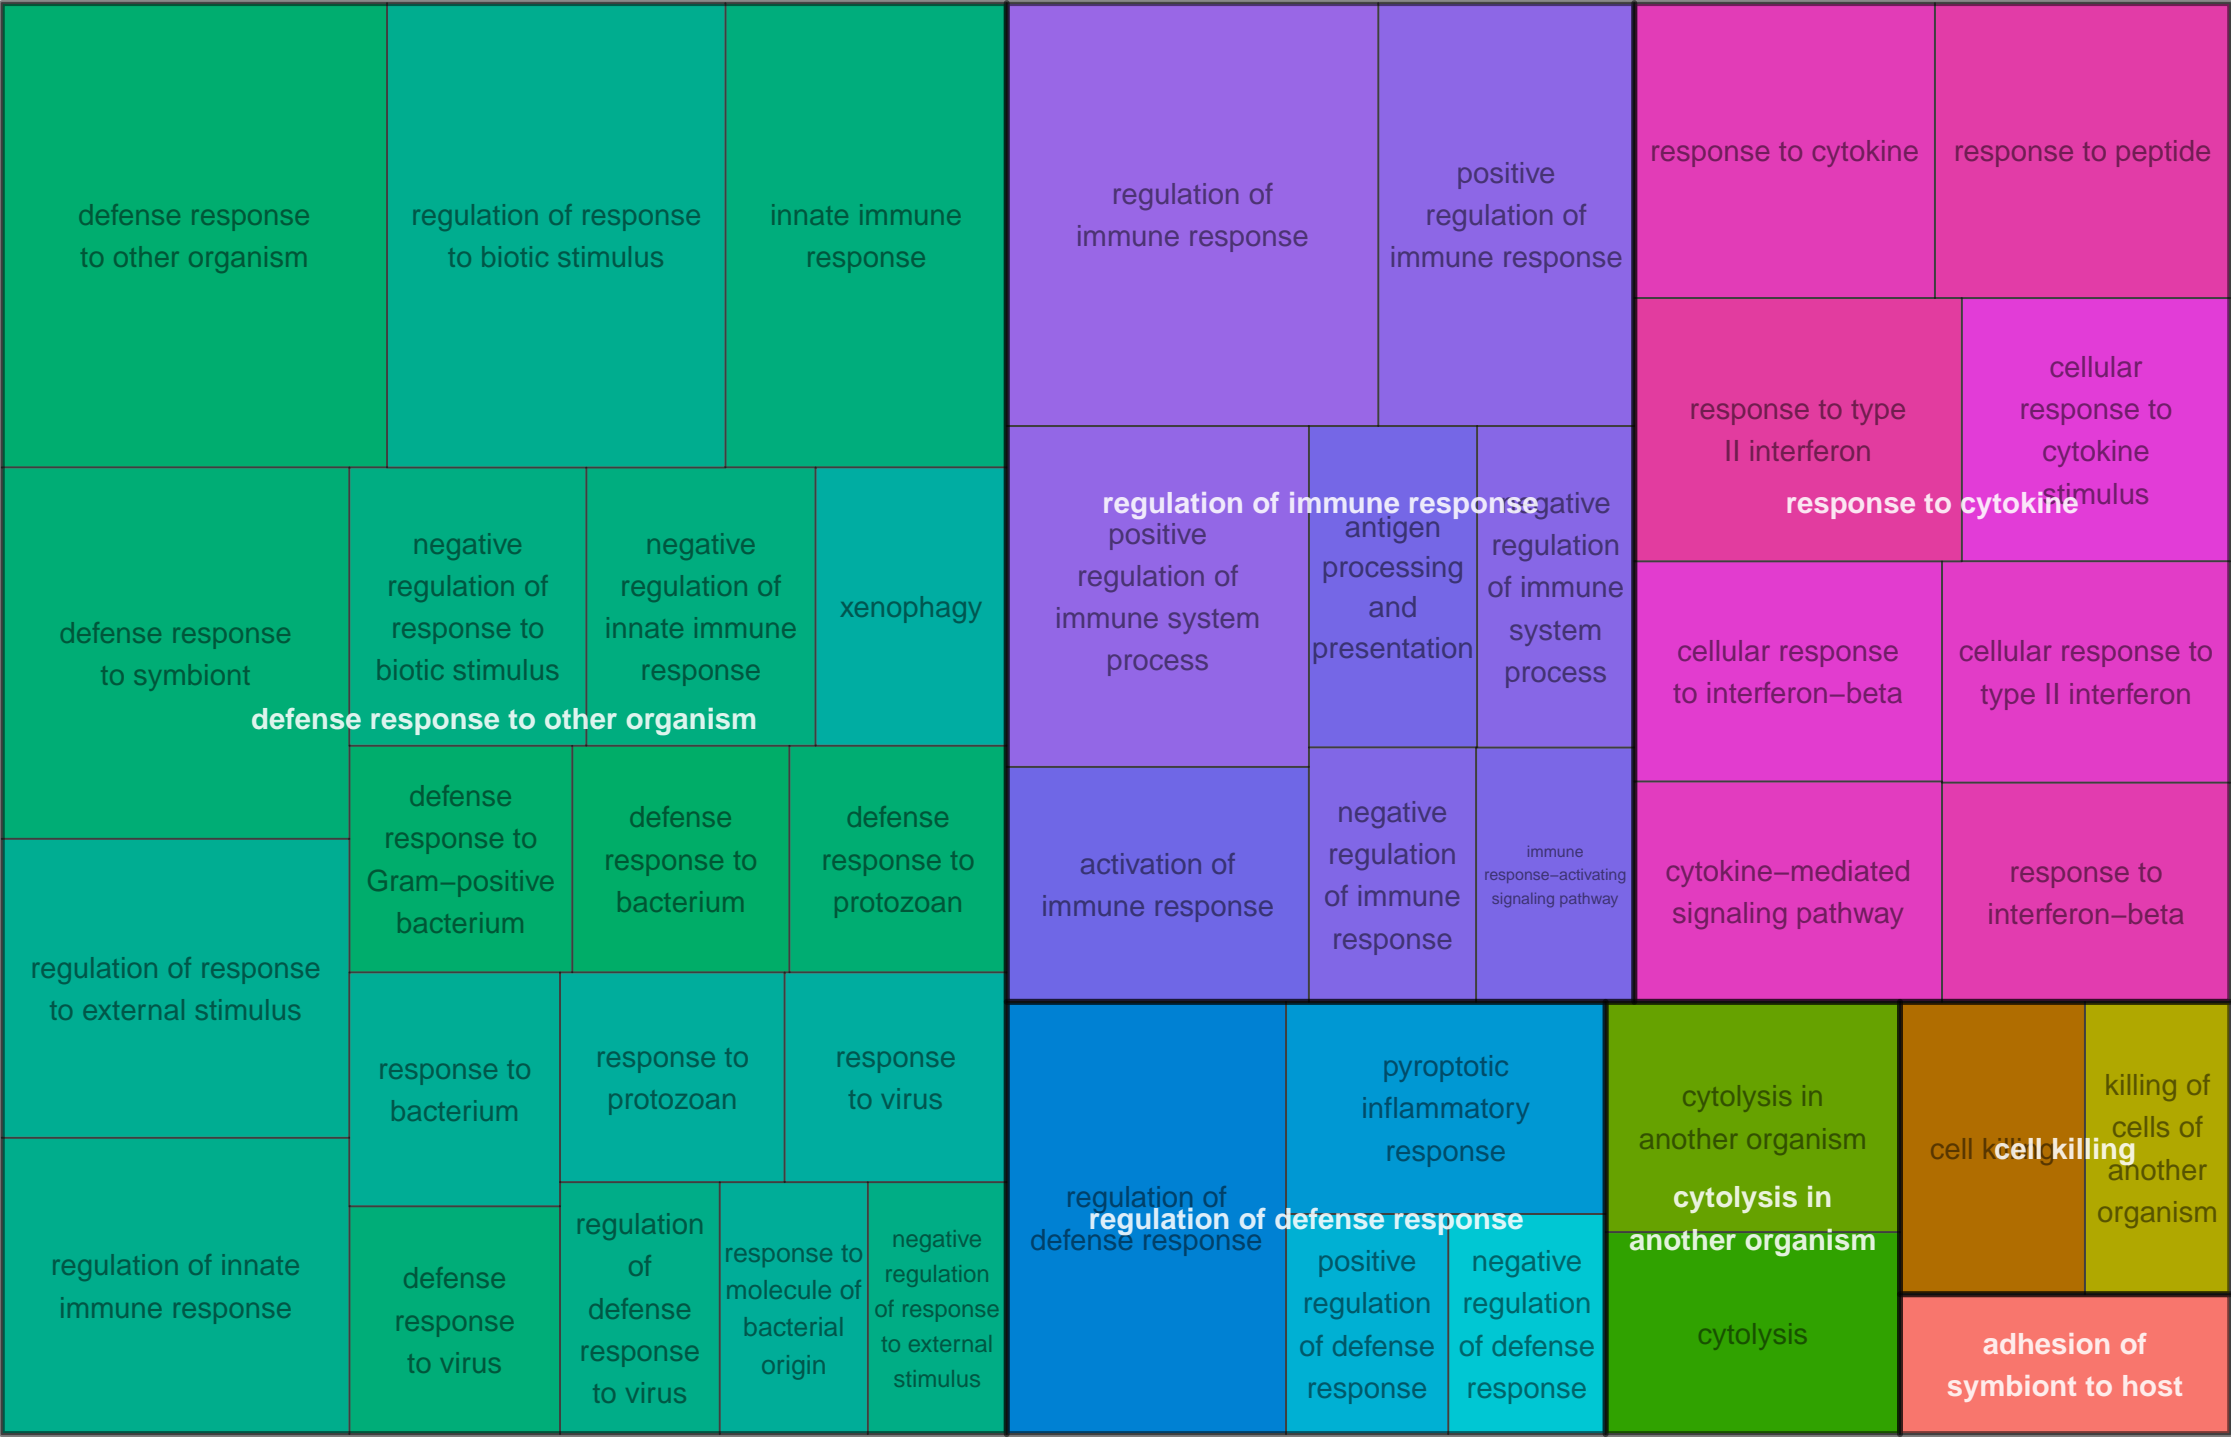 defense response
to other organism
regulation of response
to biotic stimulus
innate immune
response
defense response
to symbiont
negative
regulation of
response to
biotic stimulus
negative
regulation of
innate immune
response
xenophagy
defense response to other organism
defense
response to
Gram−positive
bacterium
defense
response to
bacterium
defense
response to
protozoan
regulation of response
to external stimulus
response to
bacterium
response to
protozoan
response
to virus
regulation of innate
immune response
defense
response
to virus
regulation
of
defense
response
to virus
response to
molecule of
bacterial
origin
negative
regulation
of response
to external
stimulus
regulation of
immune response
positive
regulation of
immune response
regulation of immune response
positive
regulation of
immune system
process
antigen
processing
and
presentation
negative
regulation
of immune
system
process
activation of
immune response
negative
regulation
of immune
response
immune
response−activating
signaling pathway
response to cytokine
response to peptide
response to type
II interferon
cellular
response to
cytokine
stimulus
response to cytokine
cellular response
to interferon−beta
cellular response to
type II interferon
cytokine−mediated
signaling pathway
response to
interferon−beta
regulation of
defense response
pyroptotic
inflammatory
response
regulation of defense response
positive
regulation
of defense
response
negative
regulation
of defense
response
cytolysis in
another organism
cytolysis in
another organism
cytolysis
cell killing
cell killing
killing of
cells of
another
organism
adhesion of
symbiont to host